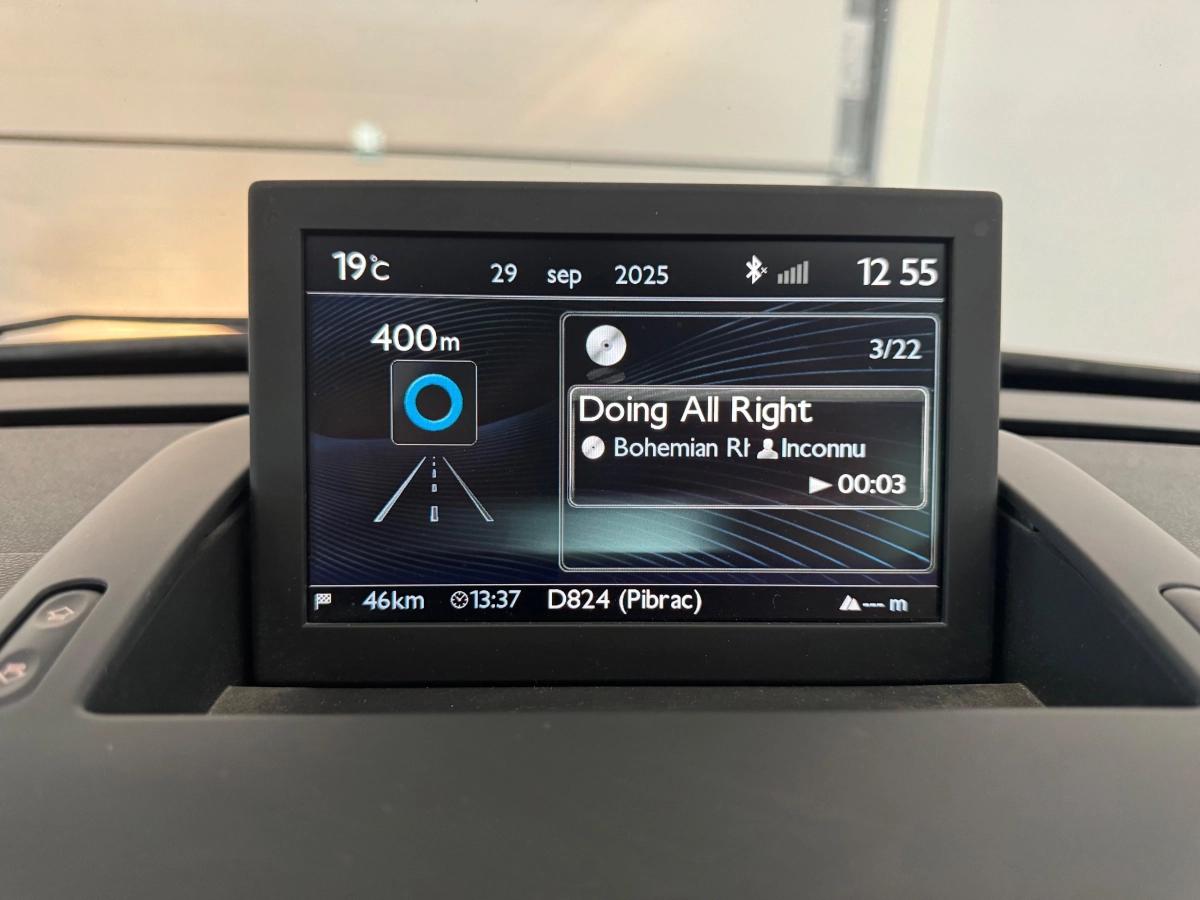 19°C 29 sep 2025 12 55
400m
3/22
Doing All Right
Bohemian Rh Inconnu
00:03
46km 13:37 D824 (Pibrac) --- m